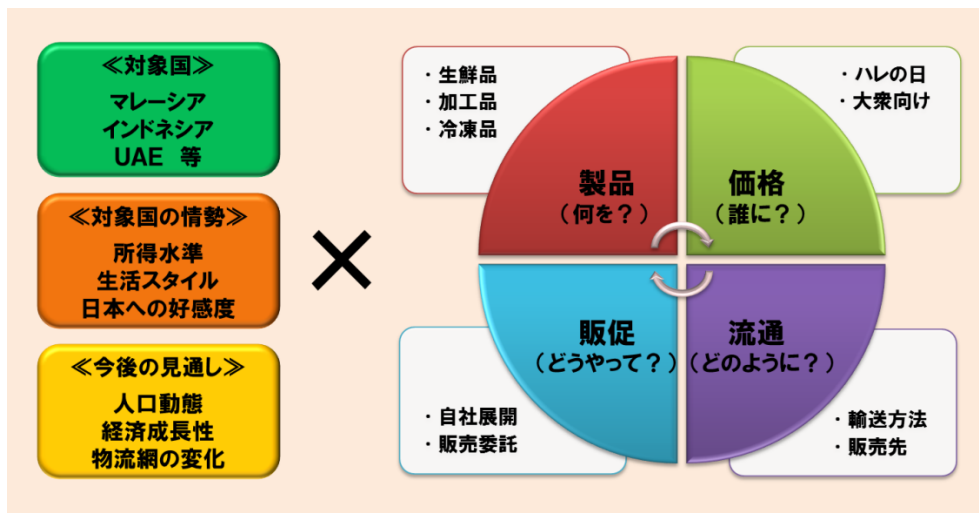 ≪対象国≫
マレーシア
インドネシア
UAE 等
≪対象国の情勢≫
所得水準
生活スタイル
日本への好感度
≪今後の見通し≫
人口動態
経済成長性
物流網の変化
・生鮮品
・加工品
・冷凍品
製品
（何を？）
・ハレの日
・大衆向け
価格
（誰に？）
販促
（どうやって？）
・自社展開
・販売委託
流通
（どのように？）
・輸送方法
・販売先